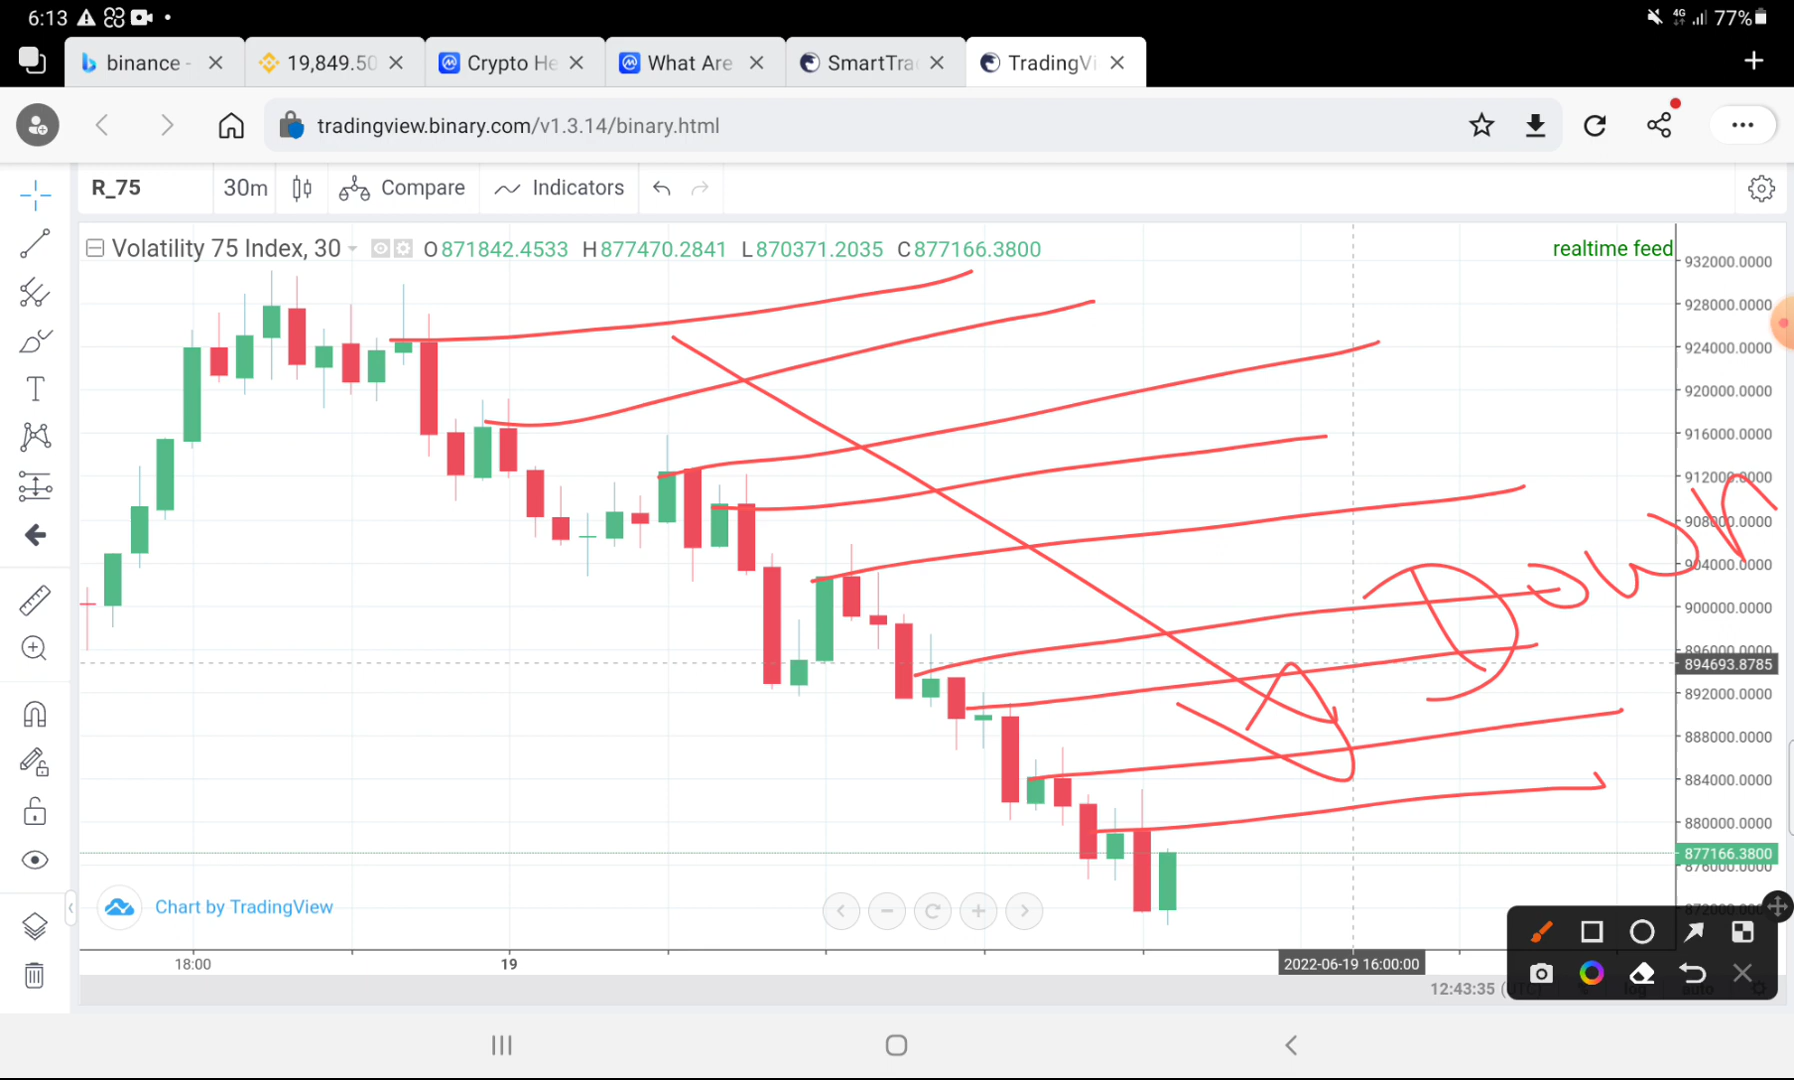 6:13 4G 77%
binance - 19,849.50 Crypto He What Are SmartTra TradingVi
tradingview.binary.com/v1.3.14/binary.html
R_75 30m Compare Indicators
Volatility 75 Index, 30 O871842.4533 H877470.2841 L870371.2035 C877166.3800 realtime feed
932000.0000
928000.0000
924000.0000
920000.0000
916000.0000
912000.0000
908000.0000
904000.0000
900000.0000
896000.0000
894693.8785
892000.0000
888000.0000
884000.0000
880000.0000
877166.3800
876000.0000
Down
Chart by TradingView
18:00 19 2022-06-19 16:00:00
12:43:35